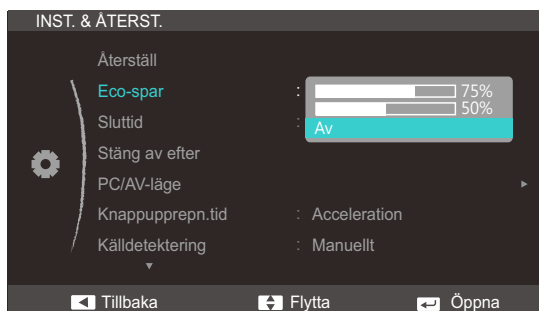 INST. & ÅTERST.
Återställ
Eco-spar : 75%
50%
Sluttid : Av
Stäng av efter
PC/AV-läge
Knappupprepn.tid : Acceleration
Källdetektering : Manuellt
Tillbaka Flytta Öppna